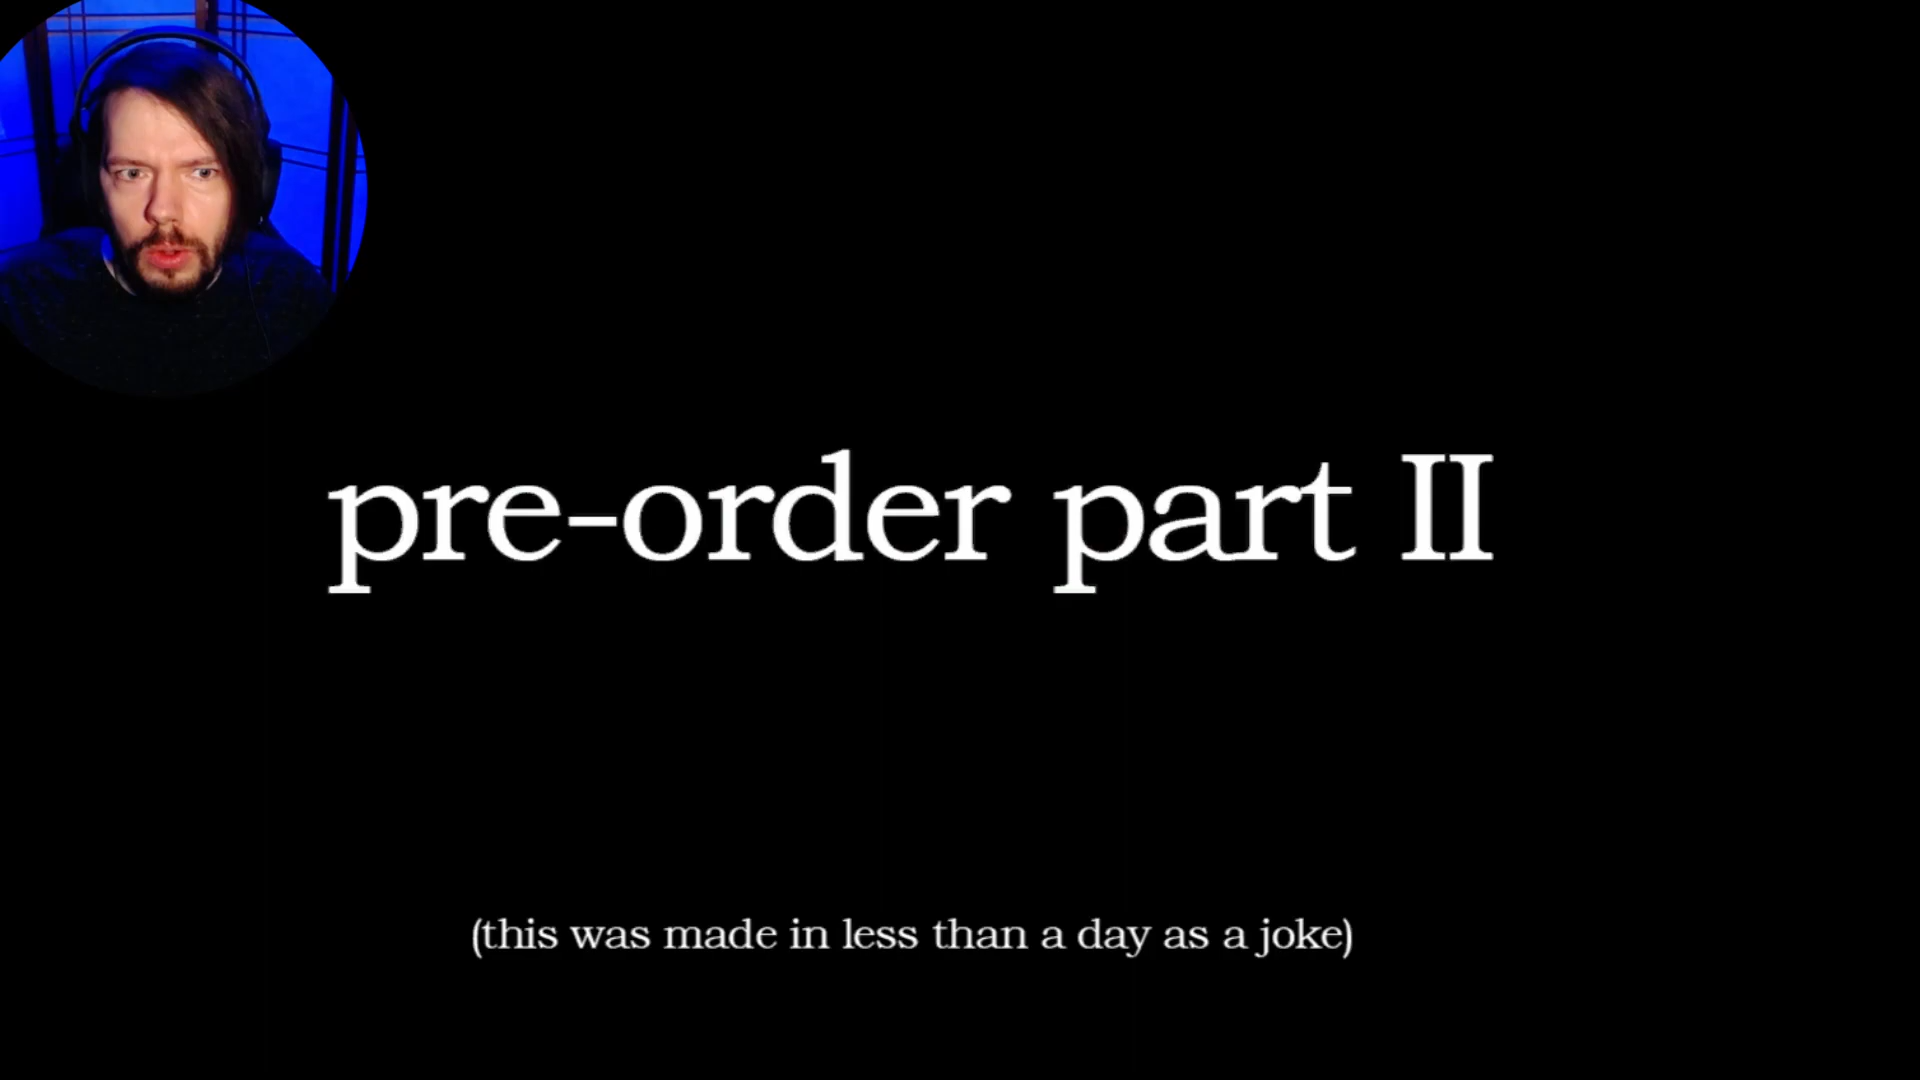 pre-order part II
(this was made in less than a day as a joke)